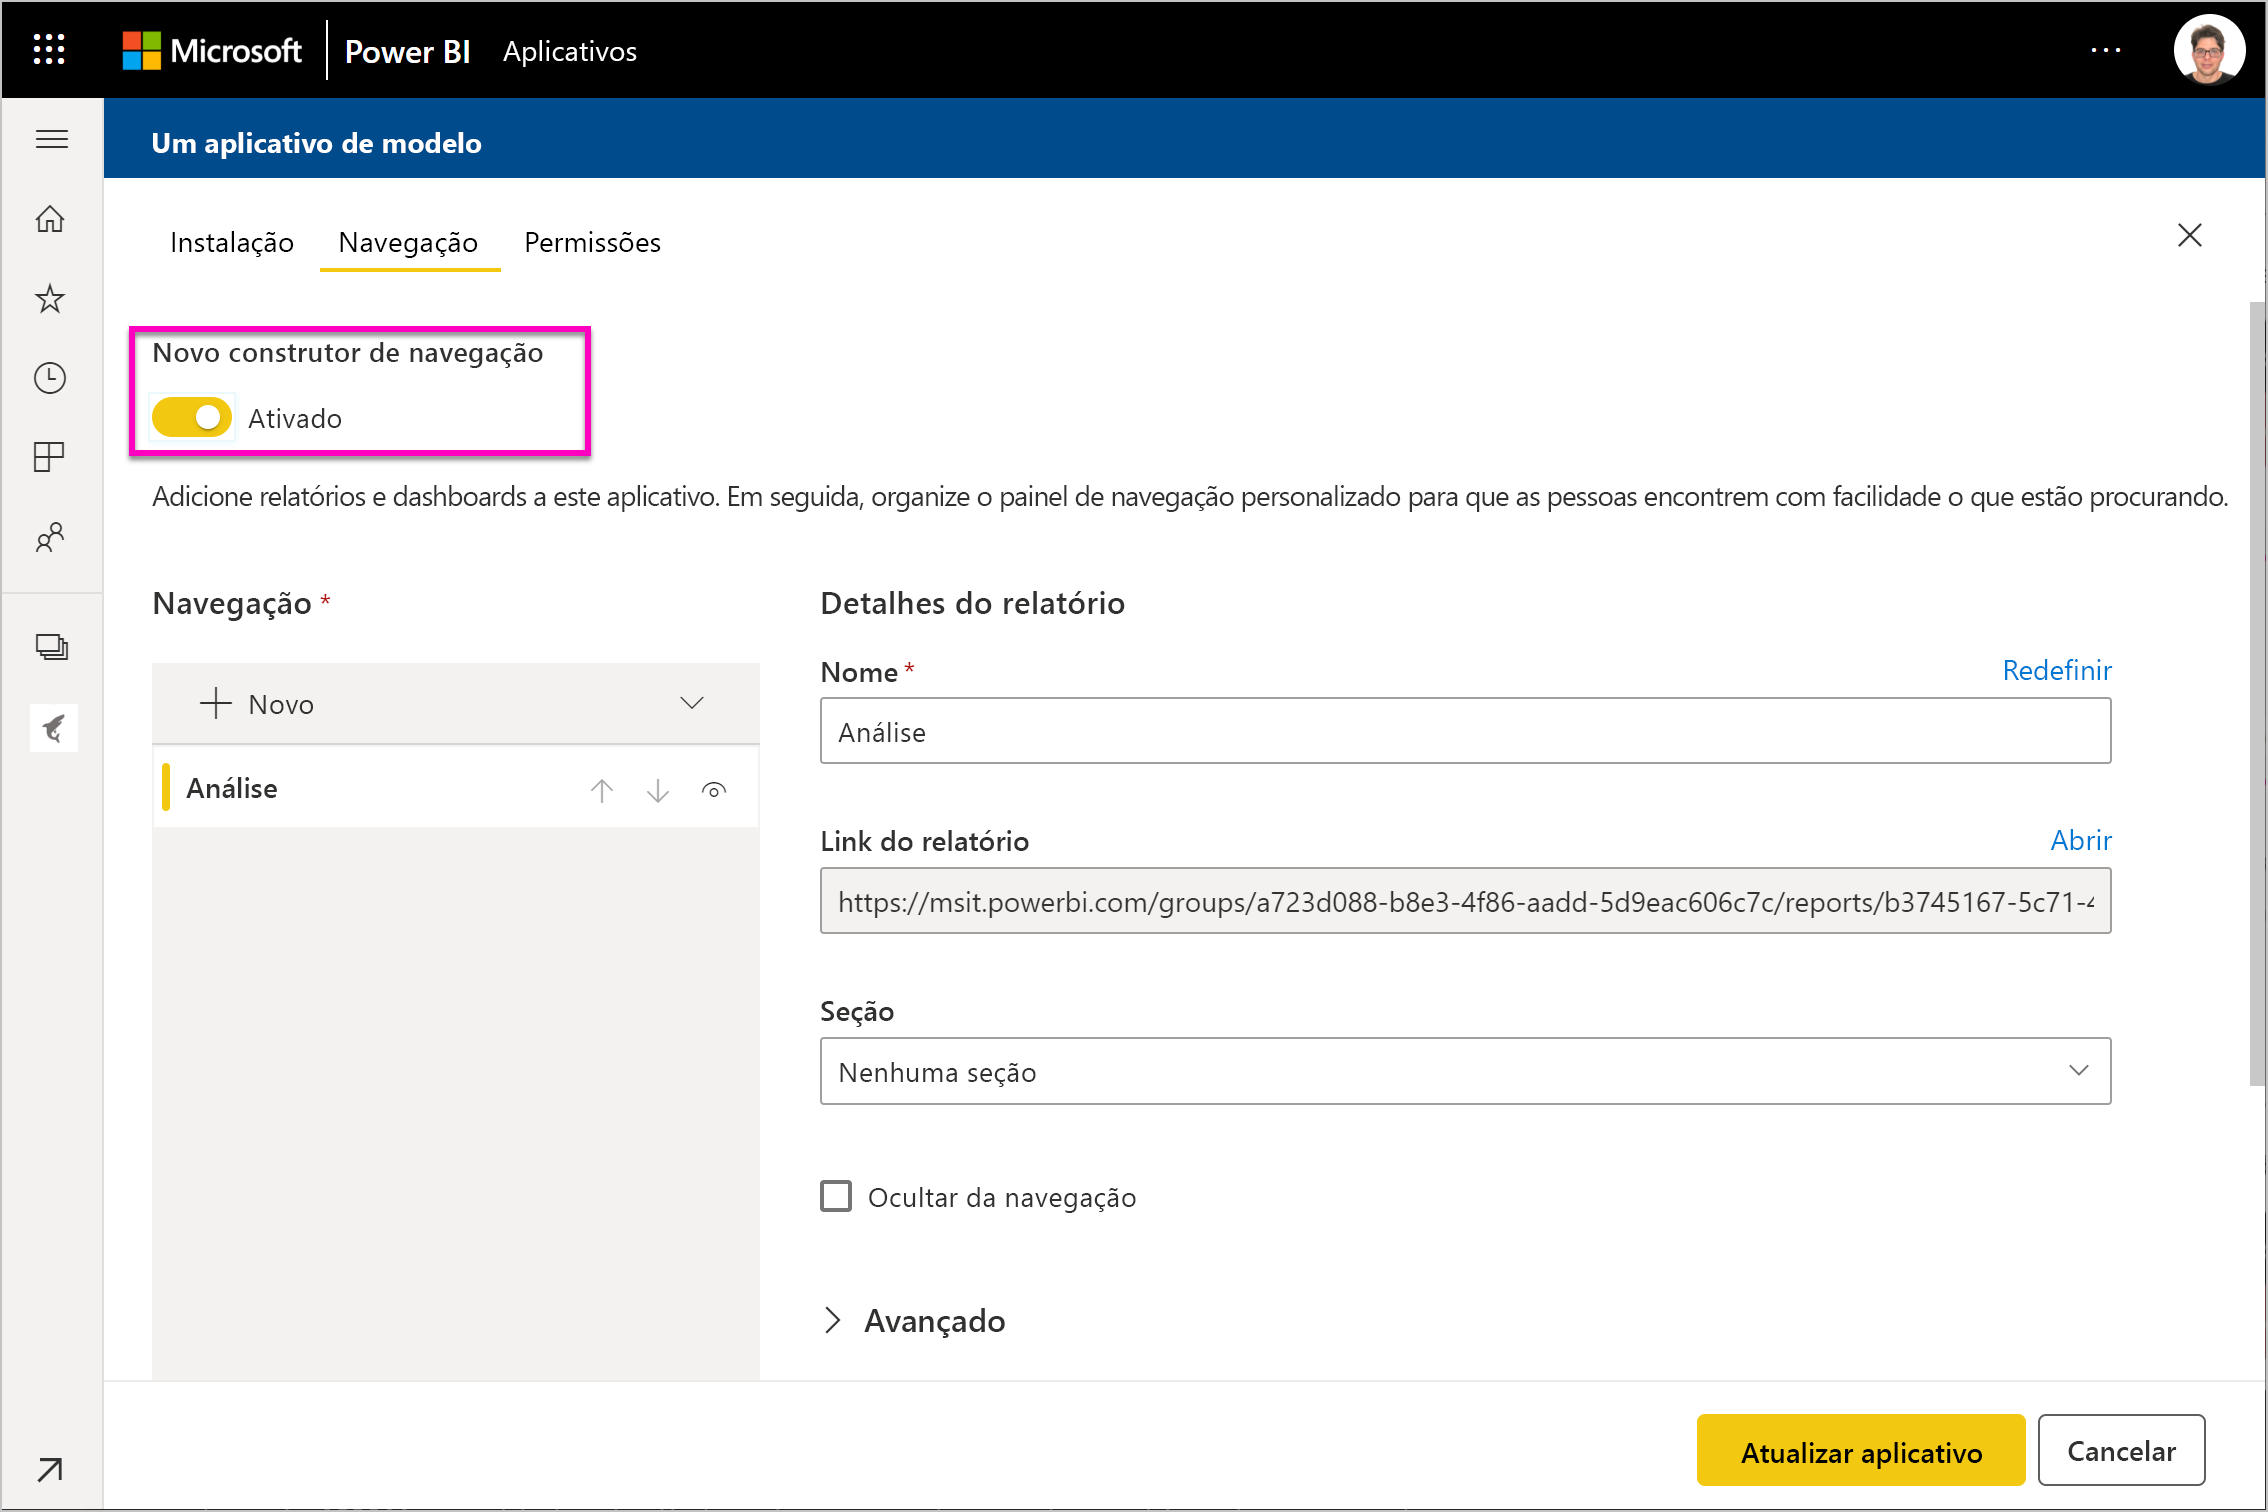 Microsoft Power BI Aplicativos ...
Um aplicativo de modelo
Instalação Navegação Permissões
Novo construtor de navegação
Ativado
Adicione relatórios e dashboards a este aplicativo. Em seguida, organize o painel de navegação personalizado para que as pessoas encontrem com facilidade o que estão procurando.
Navegação *
Novo
Análise
Detalhes do relatório
Nome * Redefinir
Análise
Link do relatório Abrir
https://msit.powerbi.com/groups/a723d088-b8e3-4f86-aadd-5d9eac606c7c/reports/b3745167-5c71-4
Seção
Nenhuma seção
Ocultar da navegação
Avançado
Atualizar aplicativo Cancelar